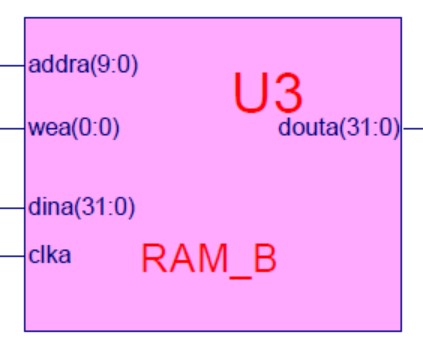 addra(9:0)
U3
wea(0:0)
douta(31:0)
dina(31:0)
clka
RAM_B